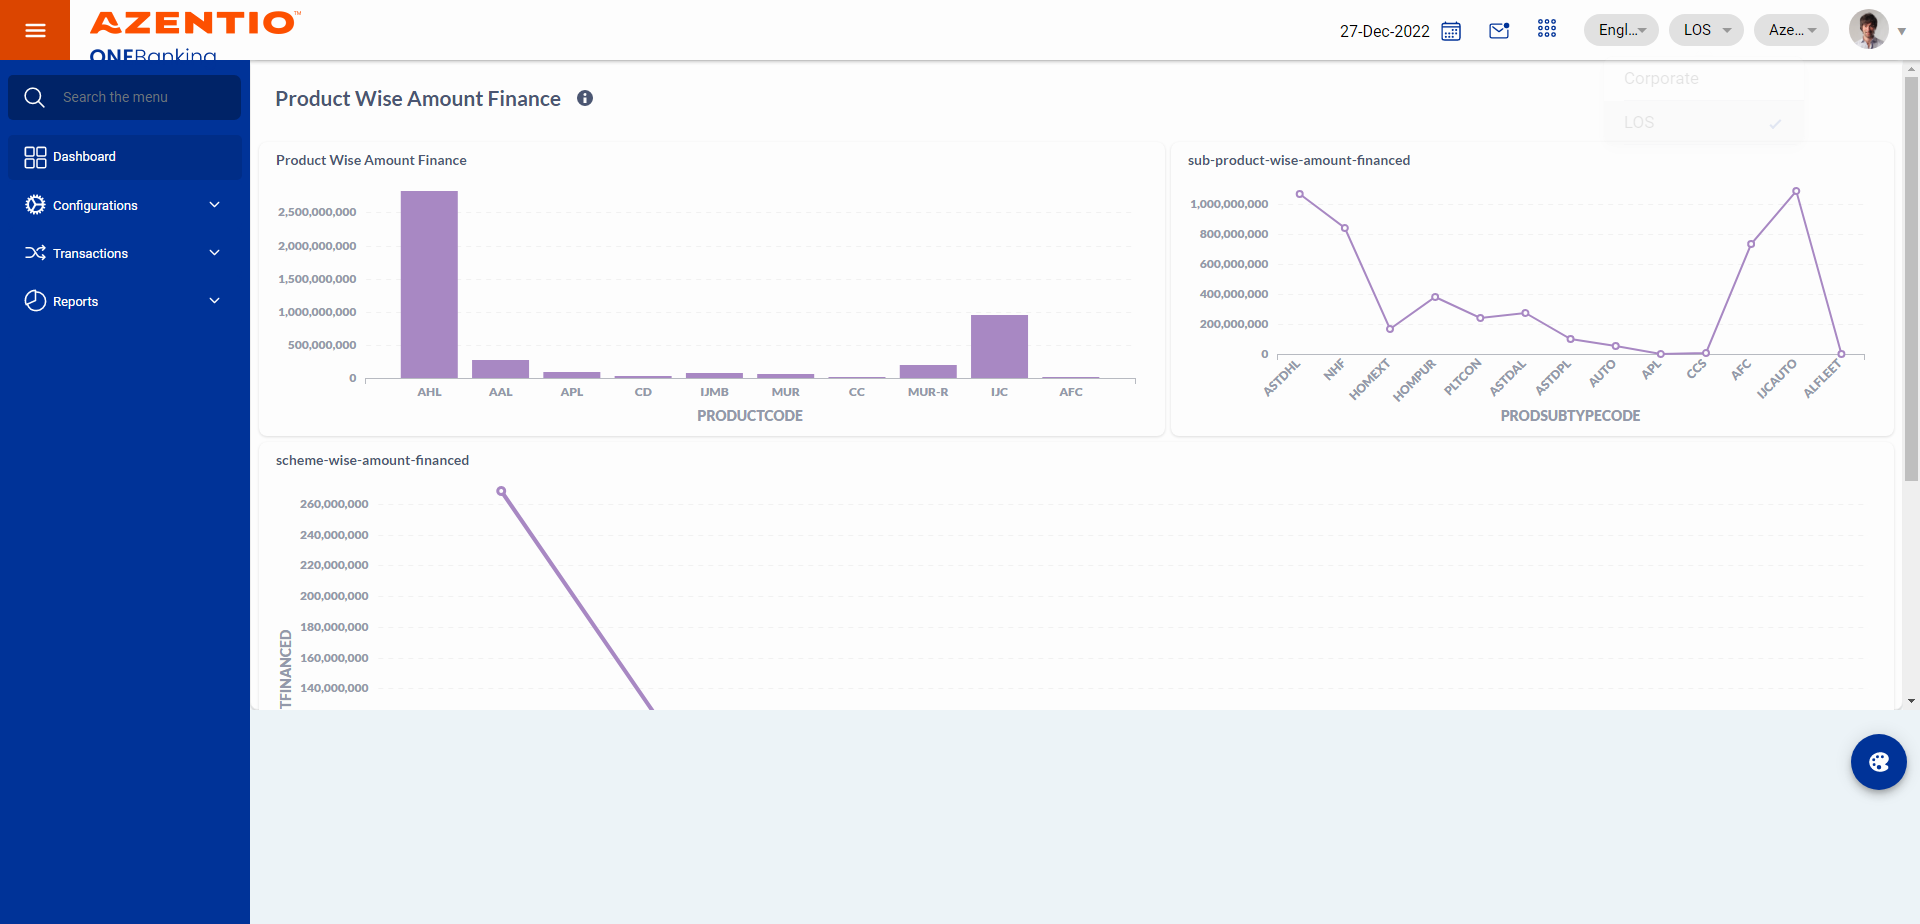 AZENTIO™
ONEBanking
27-Dec-2022
Engl...
LOS
Aze...
Corporate
LOS
Search the menu
Dashboard
Configurations
Transactions
Reports
Product Wise Amount Finance
Product Wise Amount Finance
2,500,000,000
2,000,000,000
1,500,000,000
1,000,000,000
500,000,000
0
AHL AAL APL CD IJMB MUR CC MUR-R IJC AFC
PRODUCTCODE
sub-product-wise-amount-financed
1,000,000,000
800,000,000
600,000,000
400,000,000
200,000,000
0
ASTDHL NHF HOMEXT HOMPUR PLTCON ASTDAL ASTDPL AUTO APL CCS AFC IJCAUTO ALFLEET
PRODSUBTYPECODE
scheme-wise-amount-financed
260,000,000
240,000,000
220,000,000
200,000,000
180,000,000
160,000,000
140,000,000
TFINANCED